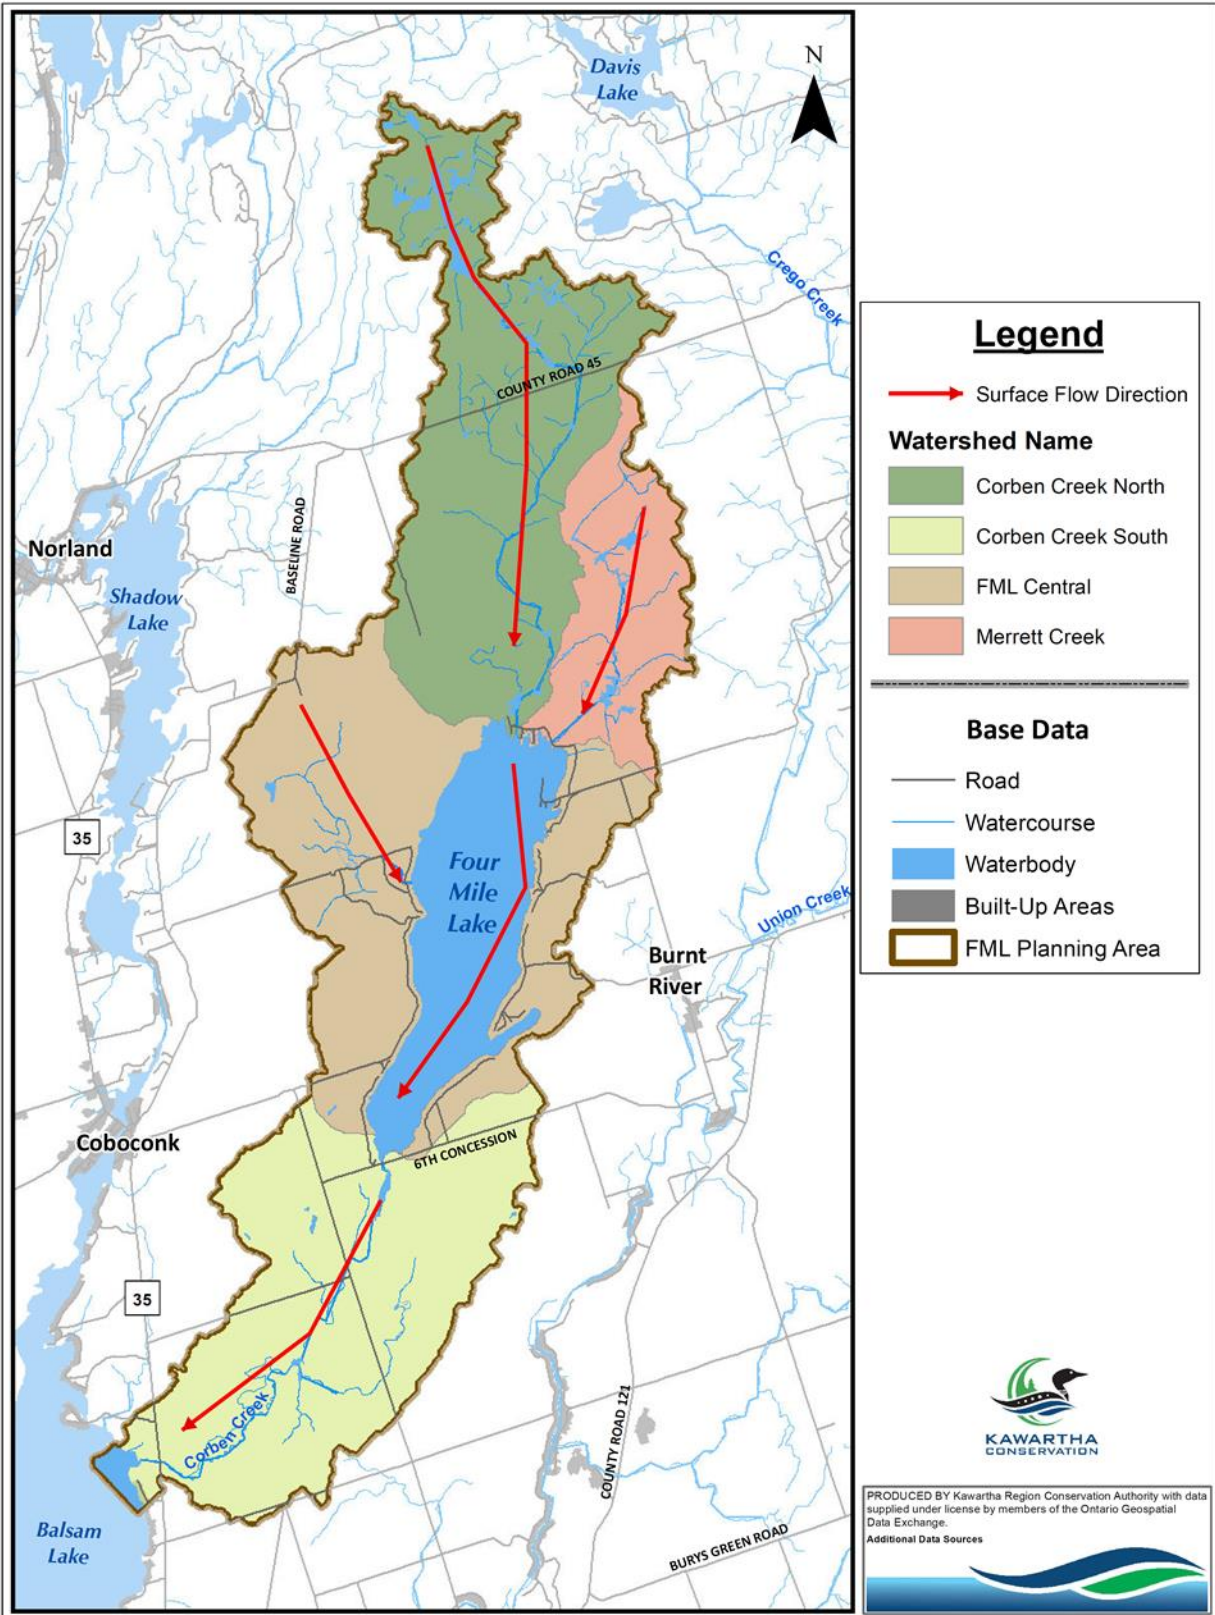 Davis
Lake
N
Crego Creek
COUNTY ROAD 45
BASELINE ROAD
Norland
Shadow
Lake
35
Four
Mile
Lake
Union Creek
Burnt
River
Coboconk
6TH CONCESSION
35
Corben Creek
COUNTY ROAD 121
Balsam
Lake
BURYS GREEN ROAD
Legend
Surface Flow Direction
Watershed Name
Corben Creek North
Corben Creek South
FML Central
Merrett Creek
Base Data
Road
Watercourse
Waterbody
Built-Up Areas
FML Planning Area
KAWARTHA
CONSERVATION
PRODUCED BY Kawartha Region Conservation Authority with data
supplied under license by members of the Ontario Geospatial
Data Exchange.
Additional Data Sources